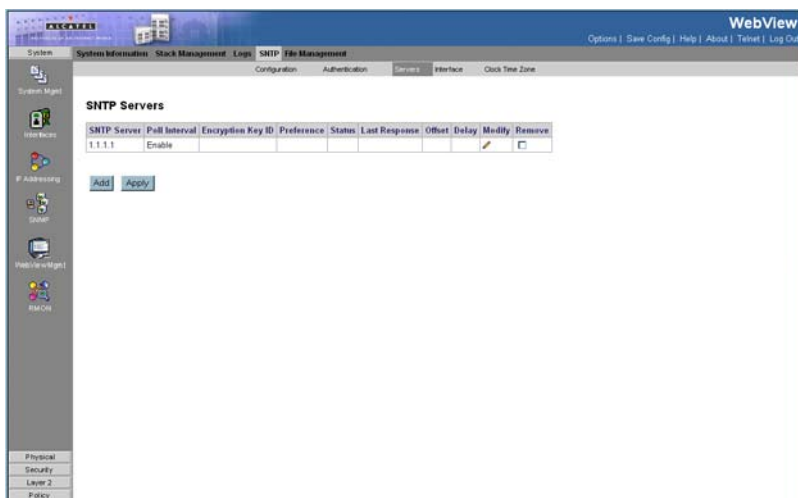 ALCATEL
WebView
Options | Save Config | Help | About | Telnet | Log Out
System
System Information Stack Management Logs SNTP File Management
Configuration Authentication Servers Interface Clock Time Zone
System Mgmt
Interfaces
IP Addressing
SNMP
WebViewMgmt
RMON
SNTP Servers
SNTP Server Poll Interval Encryption Key ID Preference Status Last Response Offset Delay Modify Remove
1.1.1.1 Enable
Add Apply
Physical
Security
Layer 2
Policy